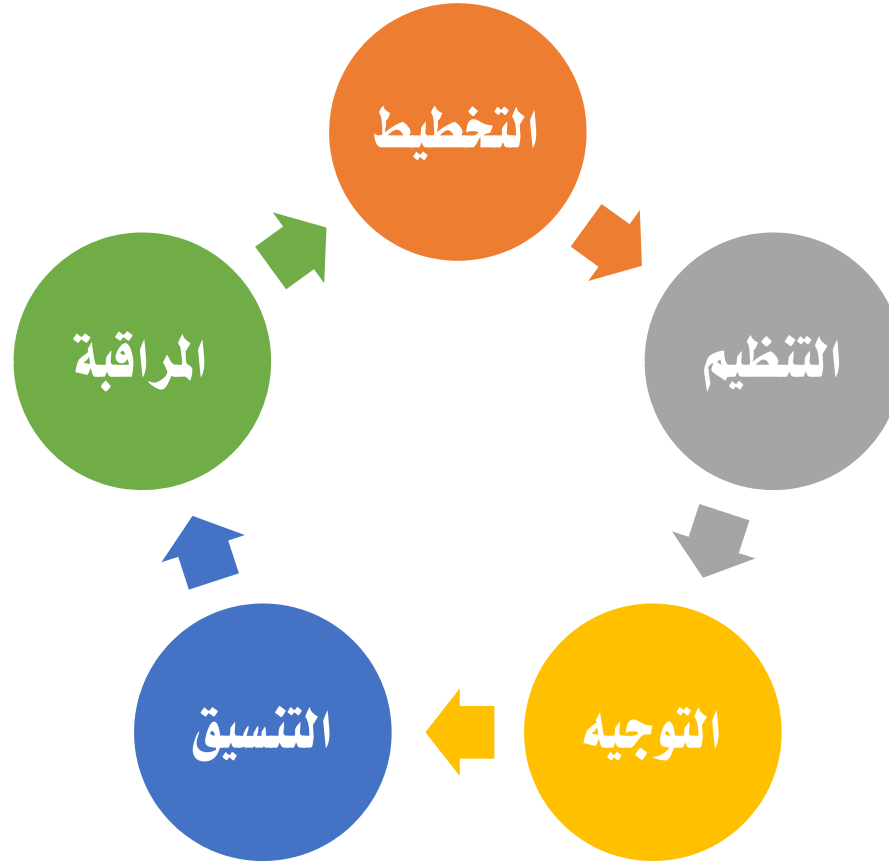 التخطيط
التنظيم
التوجيه
التنسيق
المراقبة